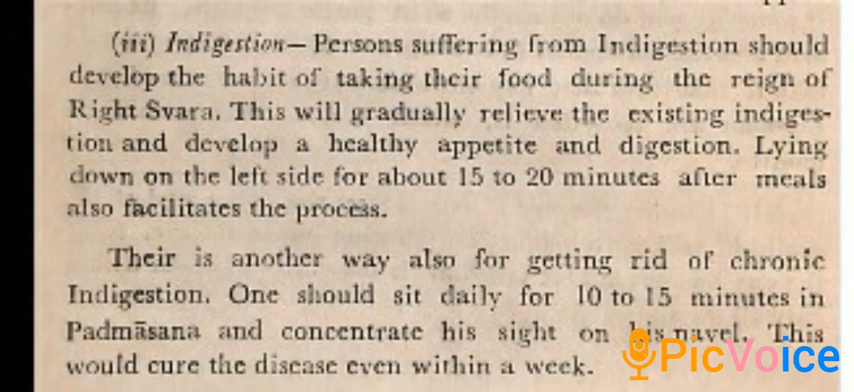 (iii) Indigestion— Persons suffering from Indigestion should
develop the habit of taking their food during the reign of
Right Svara. This will gradually relieve the existing indiges-
tion and develop a healthy appetite and digestion. Lying
down on the left side for about 15 to 20 minutes after meals
also facilitates the process.
Their is another way also for getting rid of chronic
Indigestion. One should sit daily for 10 to 15 minutes in
Padmāsana and concentrate his sight on his navel. This
would cure the disease even within a week.
PicVoice